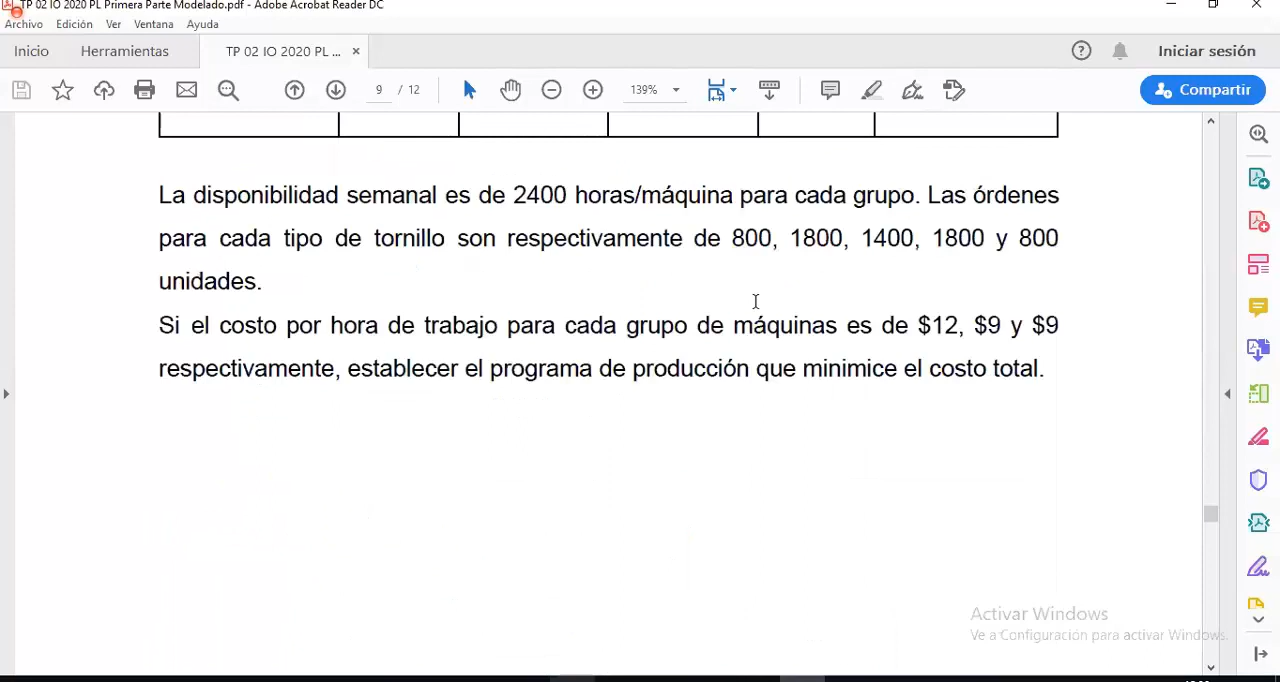 TP 02 IO 2020 PL Primera Parte Modelado.pdf - Adobe Acrobat Reader DC
Archivo Edición Ver Ventana Ayuda
Inicio Herramientas TP 02 IO 2020 PL ... × Iniciar sesión
9 / 12 139% Compartir
La disponibilidad semanal es de 2400 horas/máquina para cada grupo. Las órdenes
para cada tipo de tornillo son respectivamente de 800, 1800, 1400, 1800 y 800
unidades.
Si el costo por hora de trabajo para cada grupo de máquinas es de $12, $9 y $9
respectivamente, establecer el programa de producción que minimice el costo total.
Activar Windows
Ve a Configuración para activar Windows.